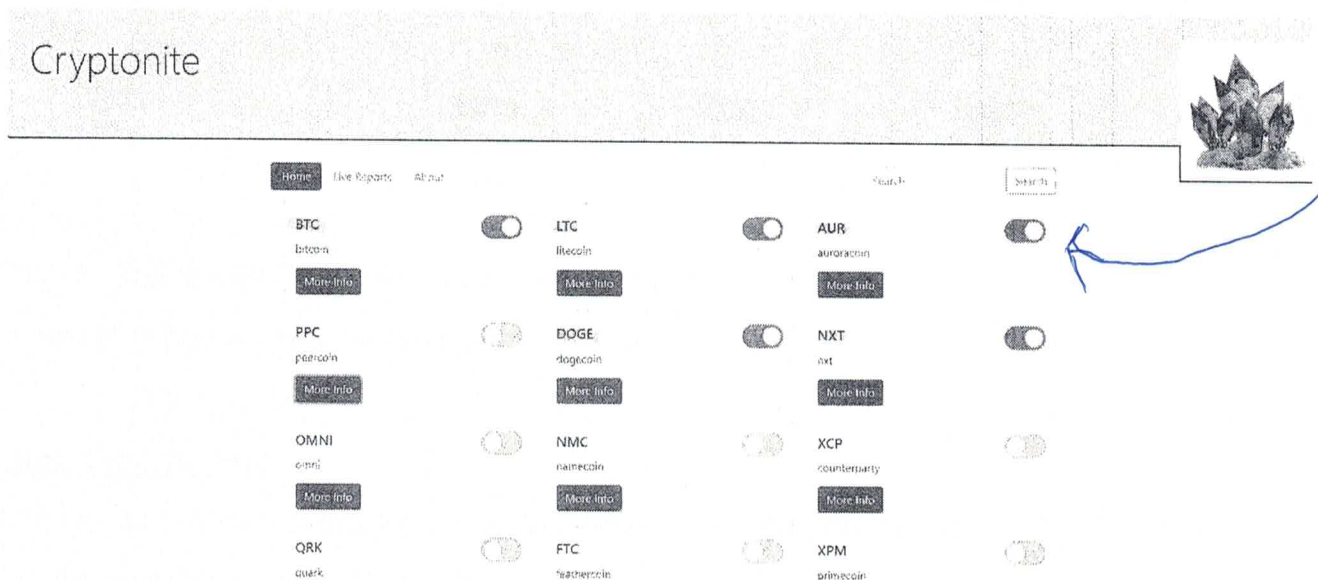 Cryptonite
Home Live Reports About Search Search
BTC LTC AUR
bitcoin litecoin auroracoin
More Info More Info More Info
PPC DOGE NXT
peercoin dogecoin nxt
More Info More Info More Info
OMNI NMC XCP
omni namecoin counterparty
More Info More Info More Info
QRK FTC XPM
quark feathercoin primecoin